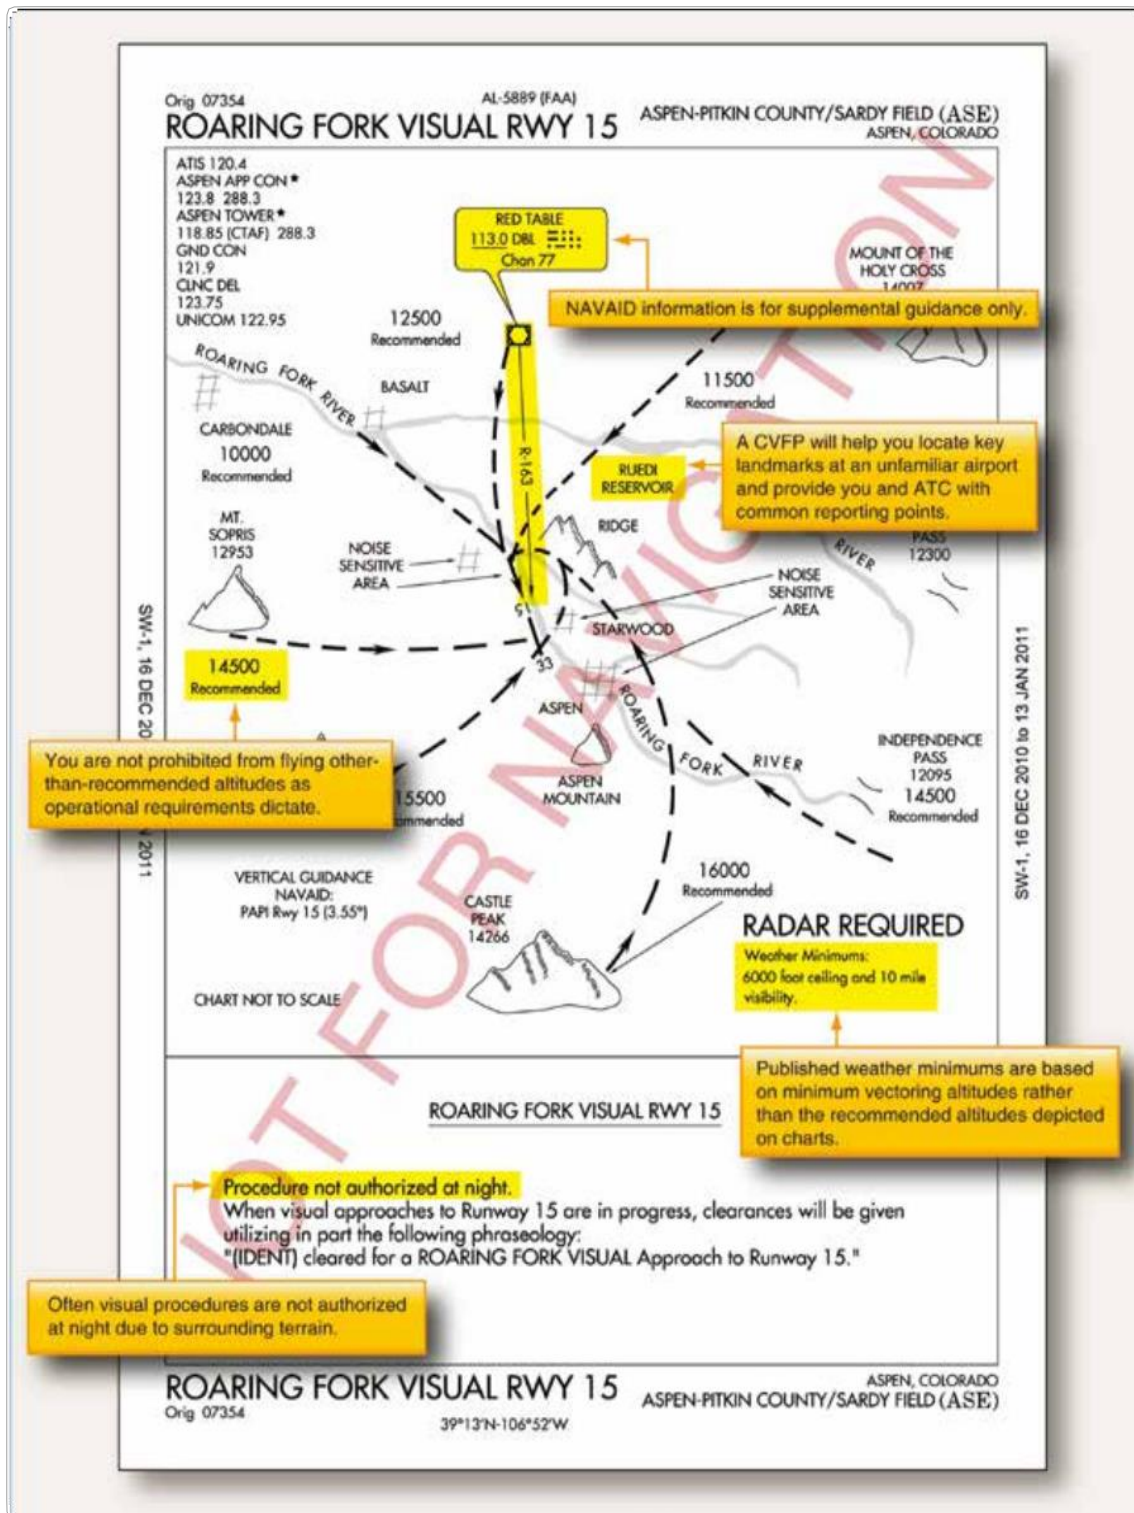 Orig 07354
AL-5889 (FAA)
ROARING FORK VISUAL RWY 15
ASPEN-PITKIN COUNTY/SARDY FIELD (ASE)
ASPEN, COLORADO
ATIS 120.4
ASPEN APP CON★
123.8 288.3
ASPEN TOWER★
118.85 (CTAF) 288.3
GND CON
121.9
CLNC DEL
123.75
UNICOM 122.95
RED TABLE
113.0 DBL
Chan 77
MOUNT OF THE
HOLY CROSS
14007
NAVAID information is for supplemental guidance only.
12500
Recommended
ROARING FORK RIVER
BASALT
11500
Recommended
CARBONDALE
10000
Recommended
R-163
RUEDI
RESERVOIR
A CVFP will help you locate key
landmarks at an unfamiliar airport
and provide you and ATC with
common reporting points.
MT.
SOPRIS
12953
RIDGE
NOISE
SENSITIVE
AREA
RIVER
PASS
12300
NOISE
SENSITIVE
AREA
STARWOOD
33
14500
Recommended
ASPEN
ROARING FORK RIVER
ASPEN
MOUNTAIN
INDEPENDENCE
PASS
12095
14500
Recommended
You are not prohibited from flying other-
than-recommended altitudes as
operational requirements dictate.
15500
ommended
SW-1, 16 DEC 20
2011
SW-1, 16 DEC 2010 to 13 JAN 2011
VERTICAL GUIDANCE
NAVAID:
PAPI Rwy 15 (3.55°)
CASTLE
PEAK
14266
16000
Recommended
RADAR REQUIRED
Weather Minimums:
6000 foot ceiling and 10 mile
visibility.
CHART NOT TO SCALE
Published weather minimums are based
on minimum vectoring altitudes rather
than the recommended altitudes depicted
on charts.
ROARING FORK VISUAL RWY 15
Procedure not authorized at night.
When visual approaches to Runway 15 are in progress, clearances will be given
utilizing in part the following phraseology:
"(IDENT) cleared for a ROARING FORK VISUAL Approach to Runway 15."
Often visual procedures are not authorized
at night due to surrounding terrain.
ROARING FORK VISUAL RWY 15
Orig 07354
39°13'N-106°52'W
ASPEN, COLORADO
ASPEN-PITKIN COUNTY/SARDY FIELD (ASE)
NOT FOR NAVIGATION